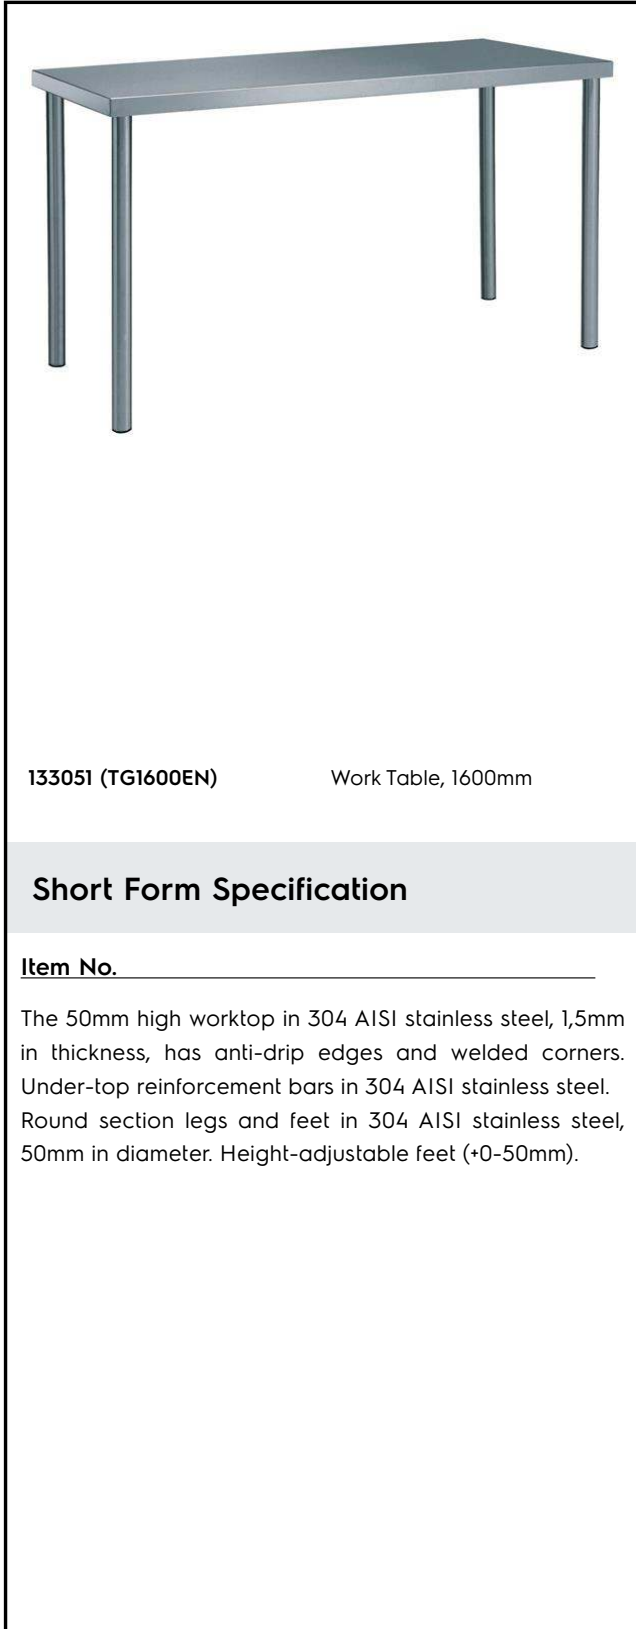 133051 (TG1600EN) Work Table, 1600mm
Short Form Specification
Item No.
The 50mm high worktop in 304 AISI stainless steel, 1,5mm
in thickness, has anti-drip edges and welded corners.
Under-top reinforcement bars in 304 AISI stainless steel.
Round section legs and feet in 304 AISI stainless steel,
50mm in diameter. Height-adjustable feet (+0-50mm).